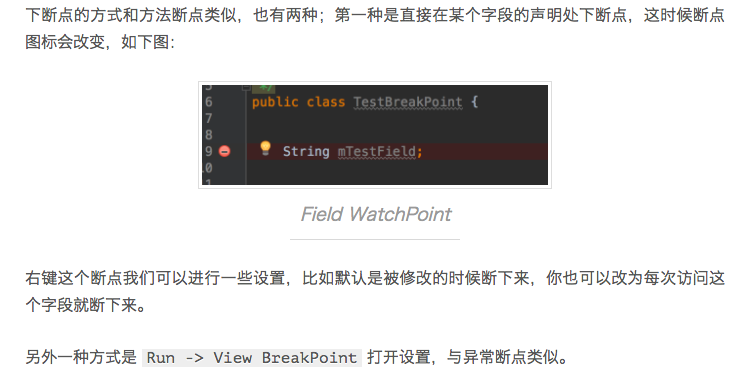 下断点的方式和方法断点类似，也有两种；第一种是直接在某个字段的声明处下断点，这时候断点
图标会改变，如下图：
6 public class TestBreakPoint {
7
8
9 String mTestField;
Field WatchPoint
右键这个断点我们可以进行一些设置，比如默认是被修改的时候断下来，你也可以改为每次访问这
个字段就断下来。
另外一种方式是 Run -> View BreakPoint 打开设置，与异常断点类似。